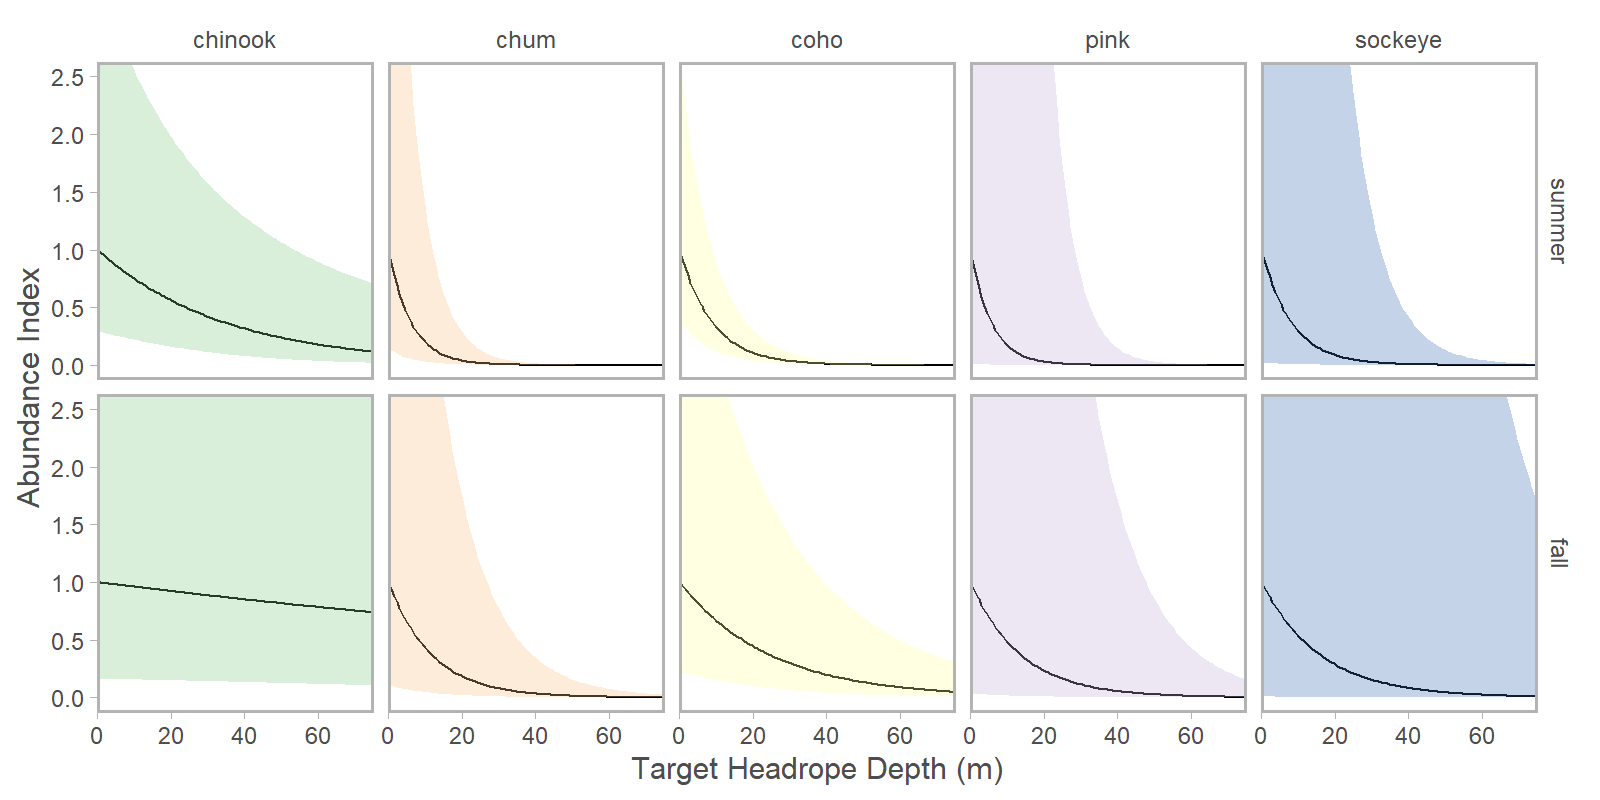 chinook chum coho pink sockeye
2.5
2.0
1.5
1.0
0.5
0.0
summer
2.5
2.0
1.5
1.0
0.5
0.0
fall
Abundance Index
0 20 40 60 0 20 40 60 0 20 40 60 0 20 40 60 0 20 40 60
Target Headrope Depth (m)